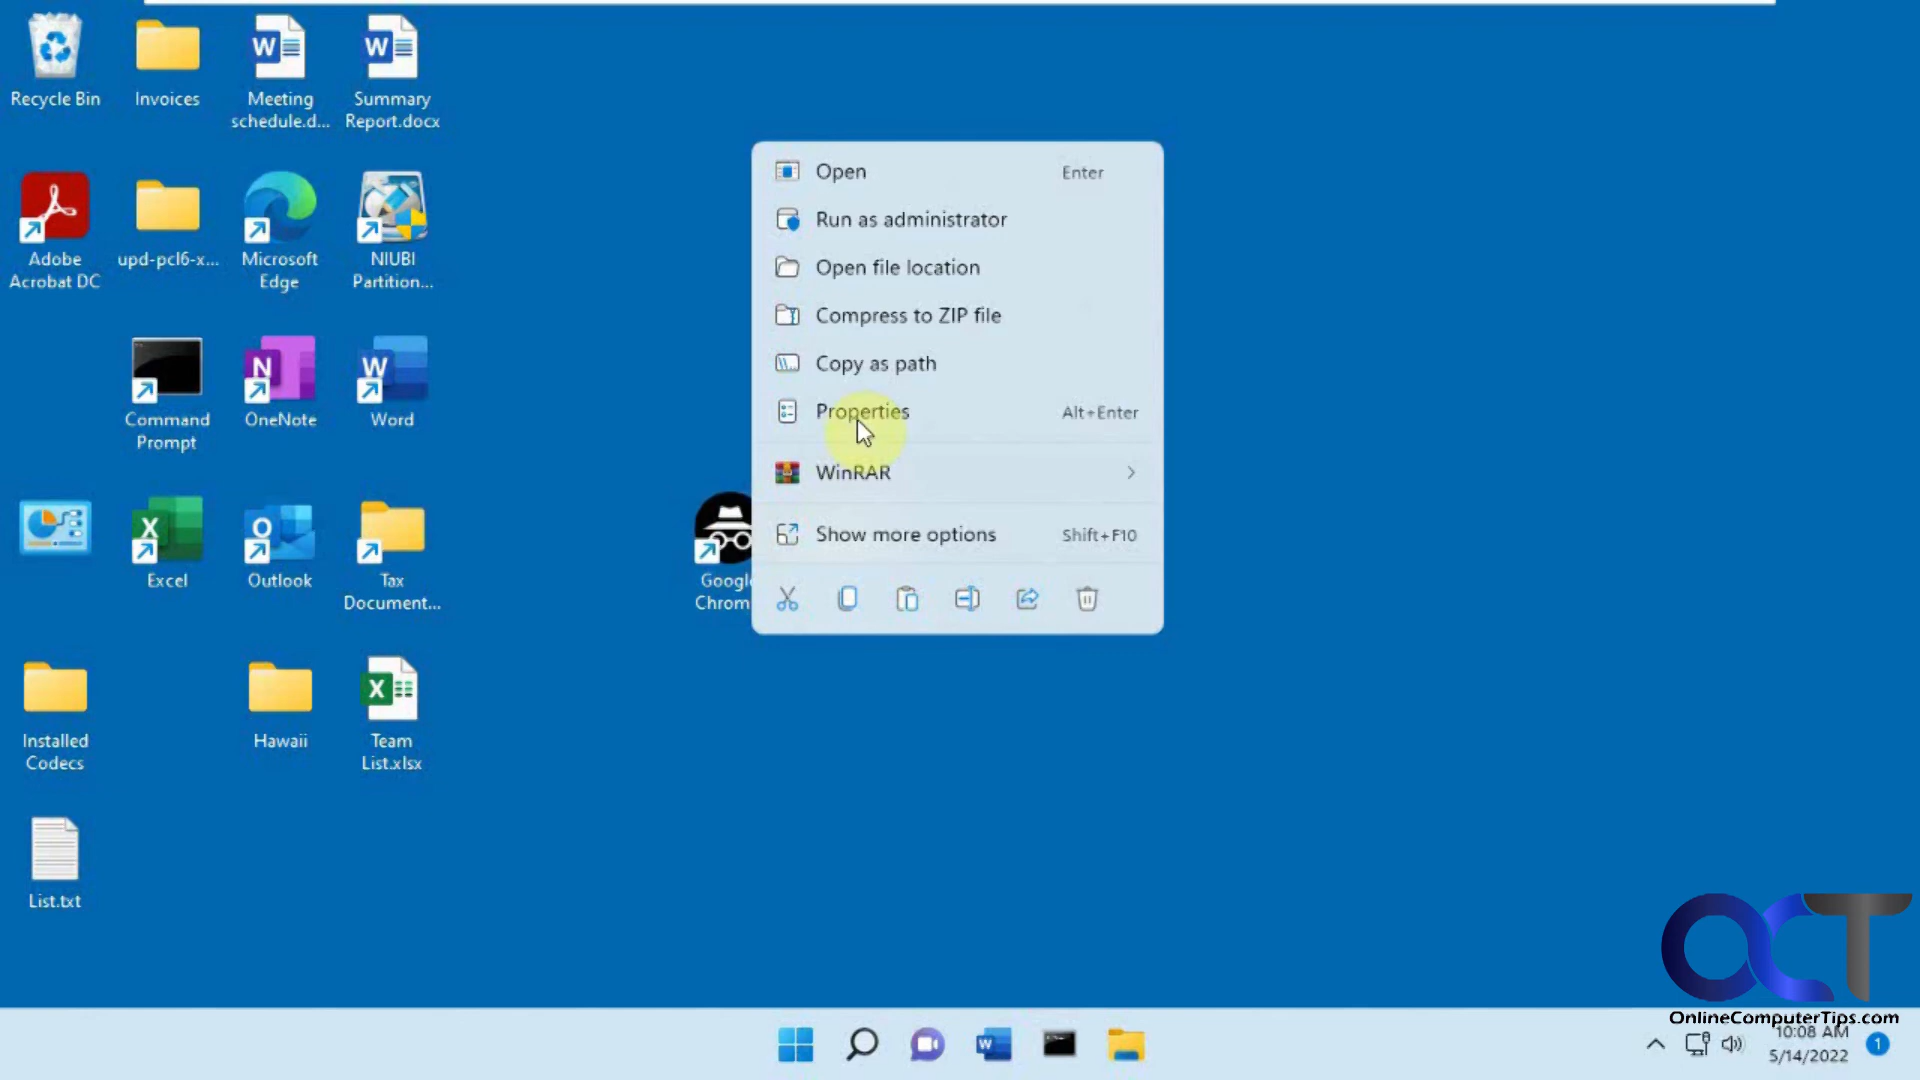 Recycle Bin
Invoices
Meeting
schedule.d...
Summary
Report.docx
Adobe
Acrobat DC
upd-pcl6-x...
Microsoft
Edge
NIUBI
Partition...
Command
Prompt
OneNote
Word
Excel
Outlook
Tax
Document...
Installed
Codecs
Hawaii
Team
List.xlsx
List.txt
Googl
Chrom
Open Enter
Run as administrator
Open file location
Compress to ZIP file
Copy as path
Properties Alt+Enter
WinRAR
Show more options Shift+F10
OCT
OnlineComputerTips.com
10:08 AM
5/14/2022
1